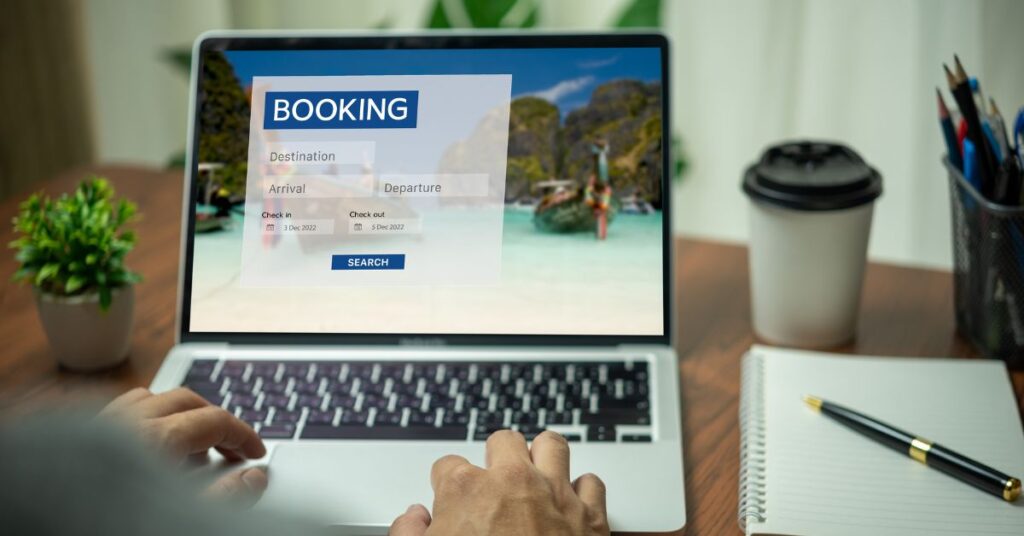 BOOKING
Destination
Arrival Departure
Check in Check out
3 Dec 2022 5 Dec 2022
SEARCH